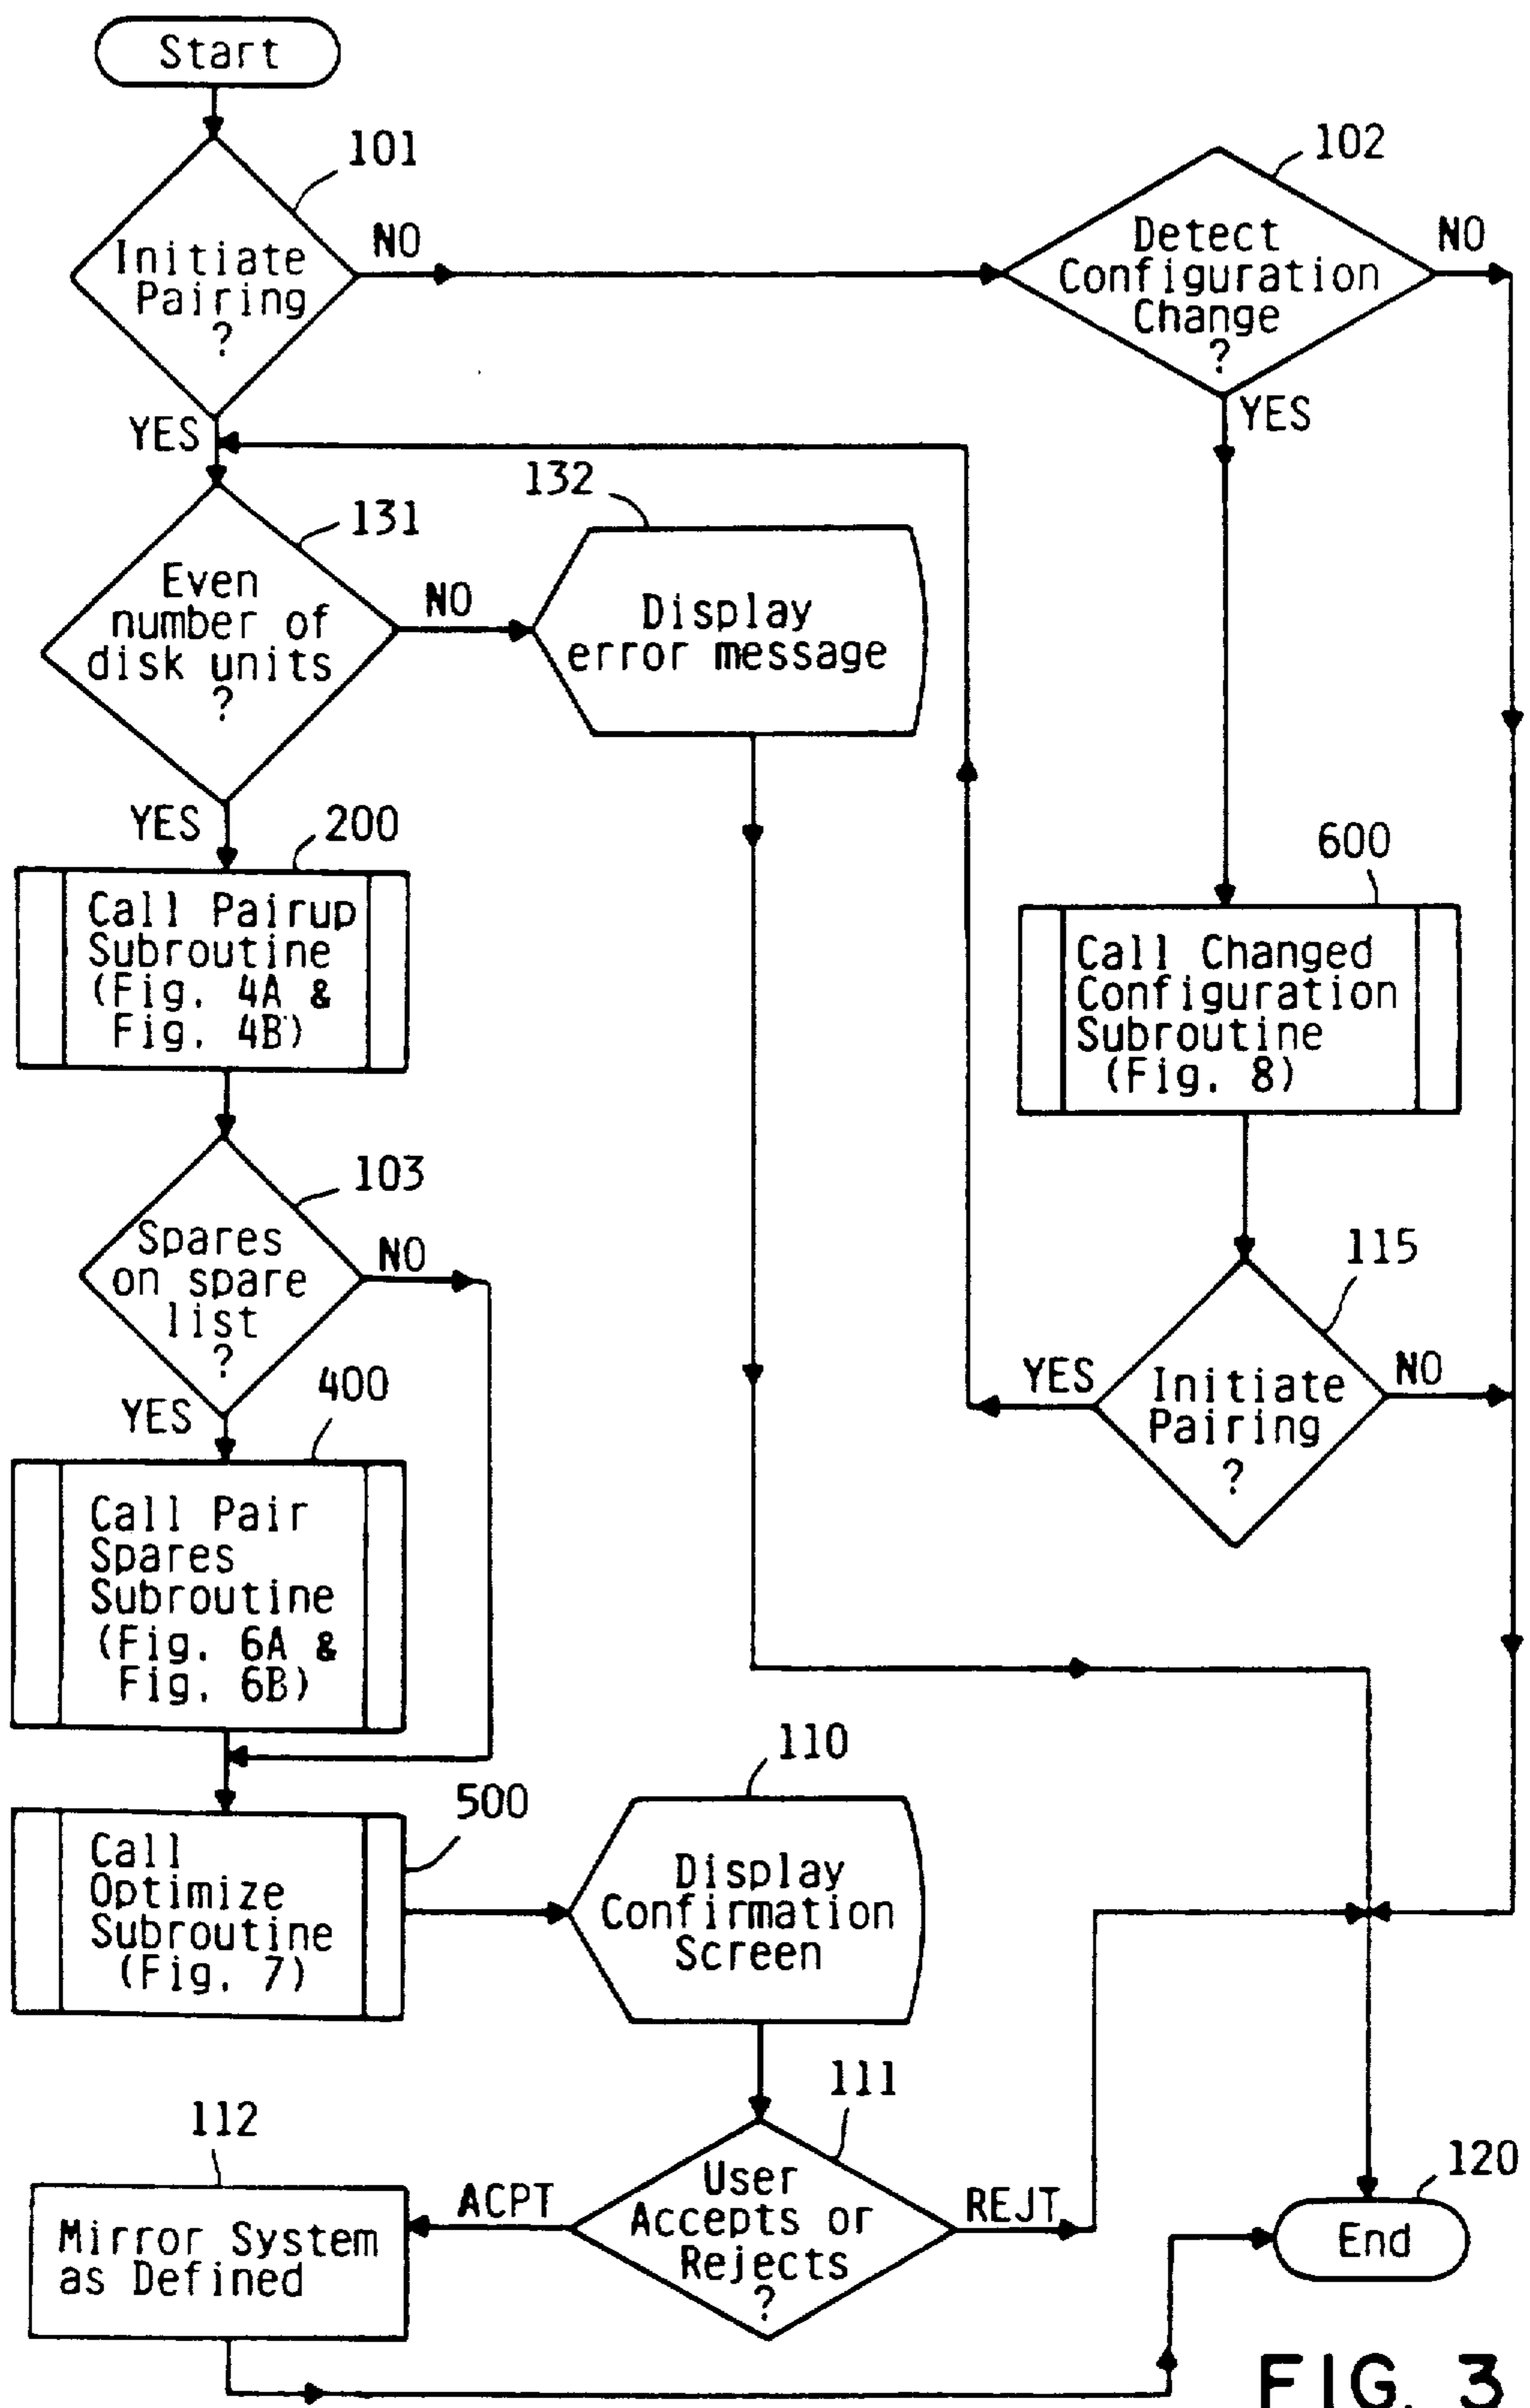 Start
101
Initiate
Pairing
?
NO
102
Detect
Configuration
Change
?
NO
YES
YES
131
Even
number of
disk units
?
NO
132
Display
error message
YES
200
Call Pairup
Subroutine
(Fig. 4A &
Fig. 4B)
600
Call Changed
Configuration
Subroutine
(Fig. 8)
103
Spares
on spare
list
?
NO
115
Initiate
Pairing
?
YES
NO
YES
400
Call Pair
Spares
Subroutine
(Fig. 6A &
Fig. 6B)
500
Call
Optimize
Subroutine
(Fig. 7)
110
Display
Confirmation
Screen
111
User
Accepts or
Rejects
?
ACPT
REJT
112
Mirror System
as Defined
120
End
FIG. 3